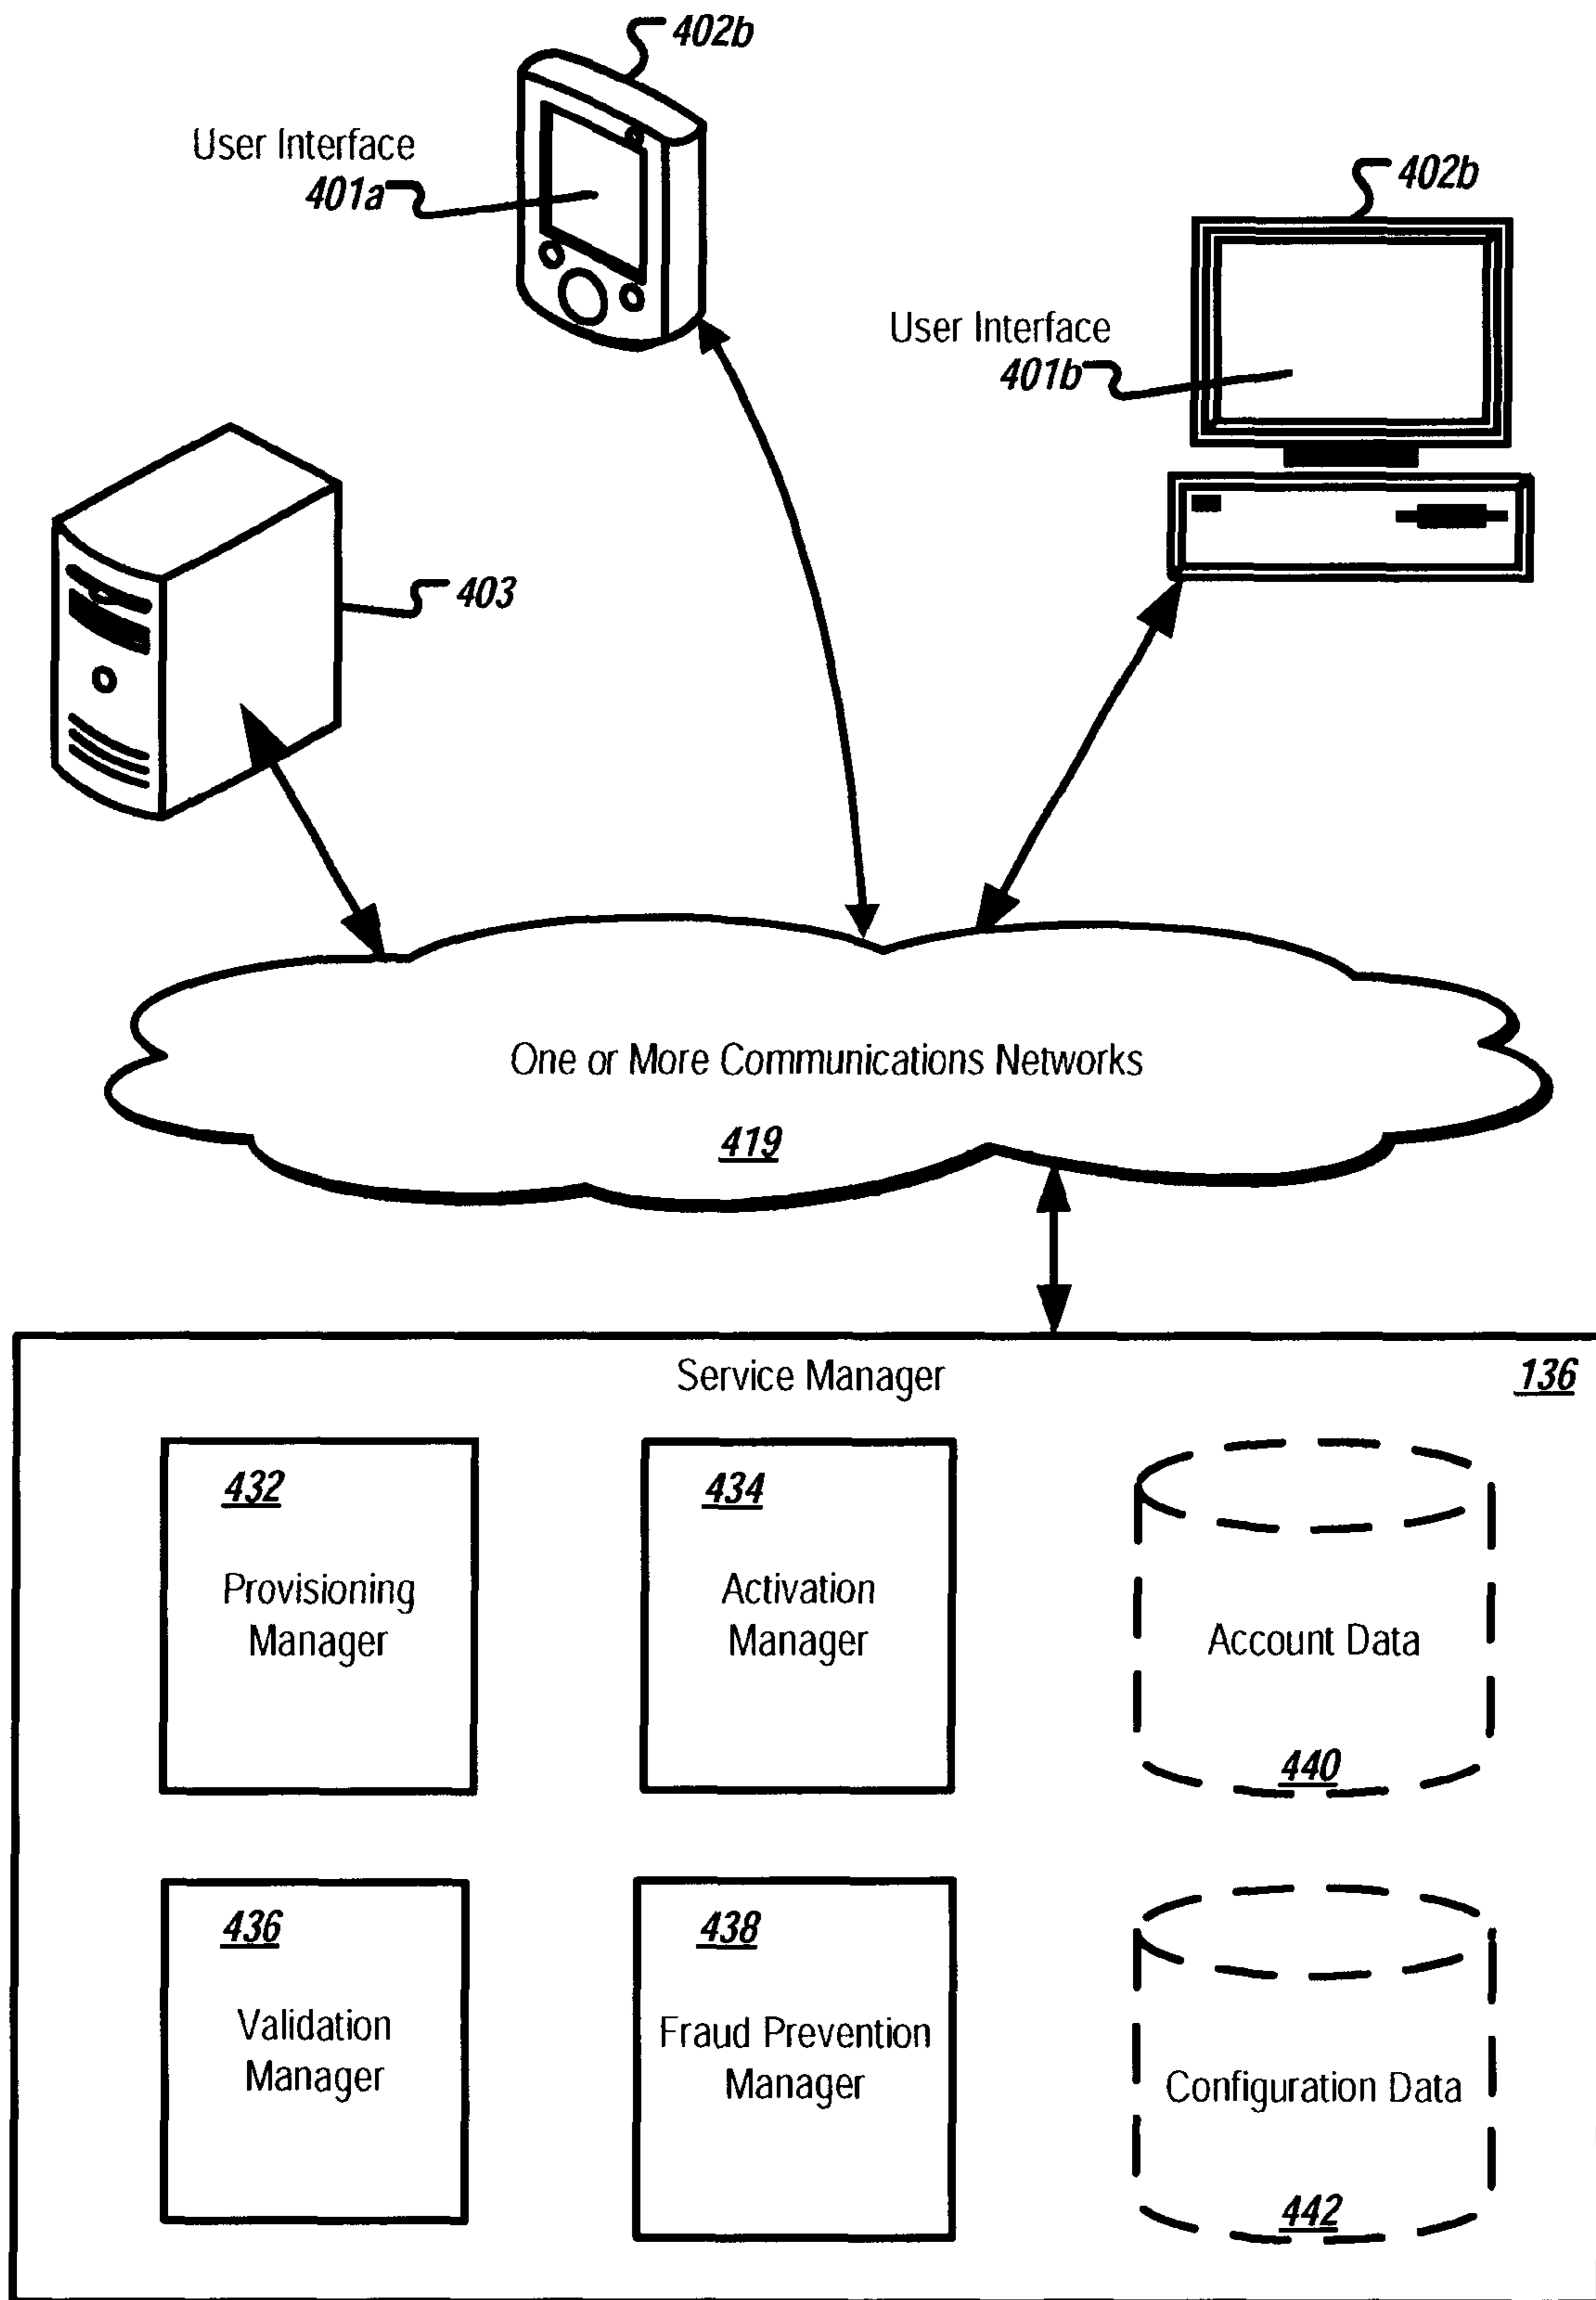 402b
User Interface
401a
402b
User Interface
401b
403
One or More Communications Networks
419
Service Manager
136
432
Provisioning
Manager
434
Activation
Manager
Account Data
440
436
Validation
Manager
438
Fraud Prevention
Manager
Configuration Data
442